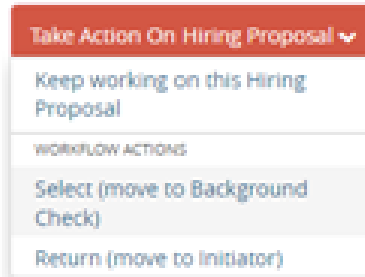 Take Action On Hiring Proposal
Keep working on this Hiring
Proposal
WORKFLOW ACTIONS
Select (move to Background
Check)
Return (move to Initiator)